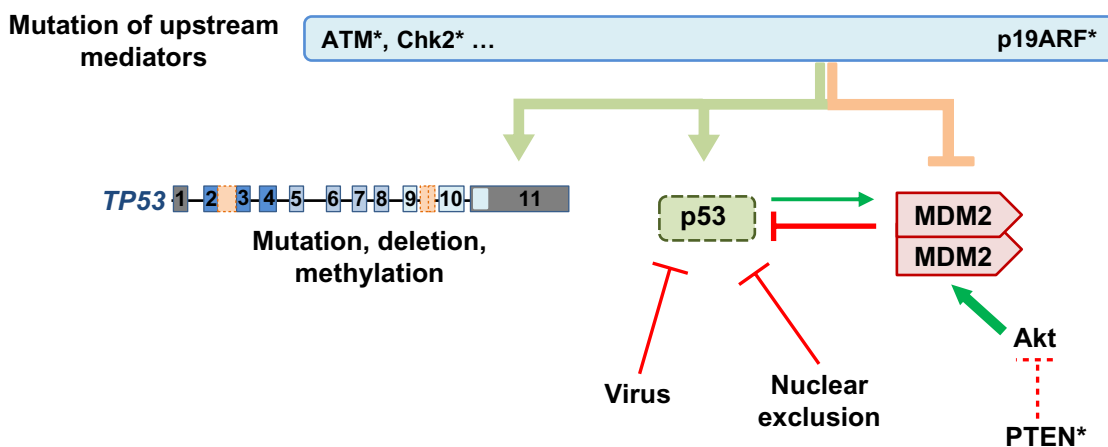 Mutation of upstream
mediators
ATM*, Chk2* ...
p19ARF*
TP53
1 2 3 4 5 6 7 8 9 10 11
Mutation, deletion,
methylation
p53
MDM2
MDM2
Akt
Virus
Nuclear
exclusion
PTEN*